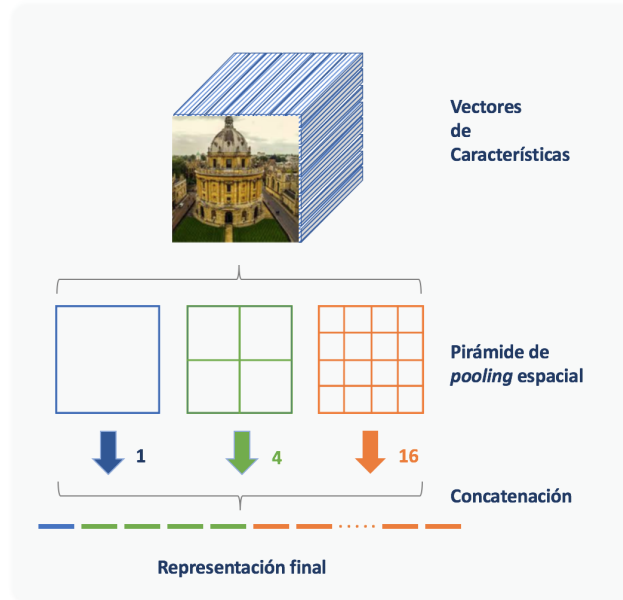 Vectores
de
Características
Pirámide de
pooling espacial
1
4
16
Concatenación
Representación final